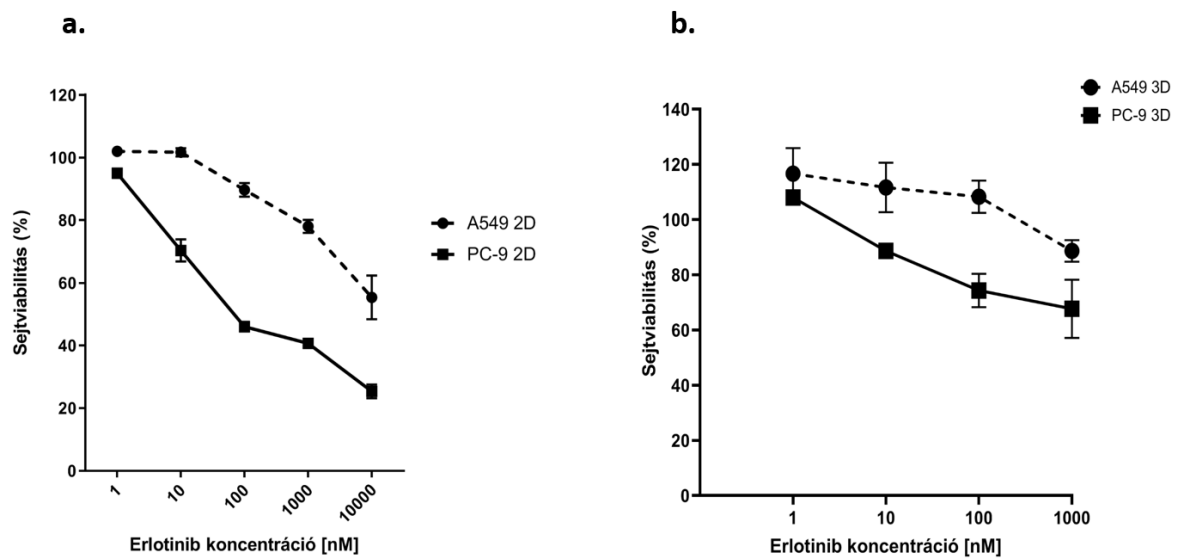 a.
120
100
80
60
40
20
0
Sejtviabilitás (%)
1
10
100
1000
10000
Erlotinib koncentráció [nM]
A549 2D
PC-9 2D
b.
140
120
100
80
60
40
20
0
Sejtviabilitás (%)
1
10
100
1000
Erlotinib koncentráció [nM]
A549 3D
PC-9 3D